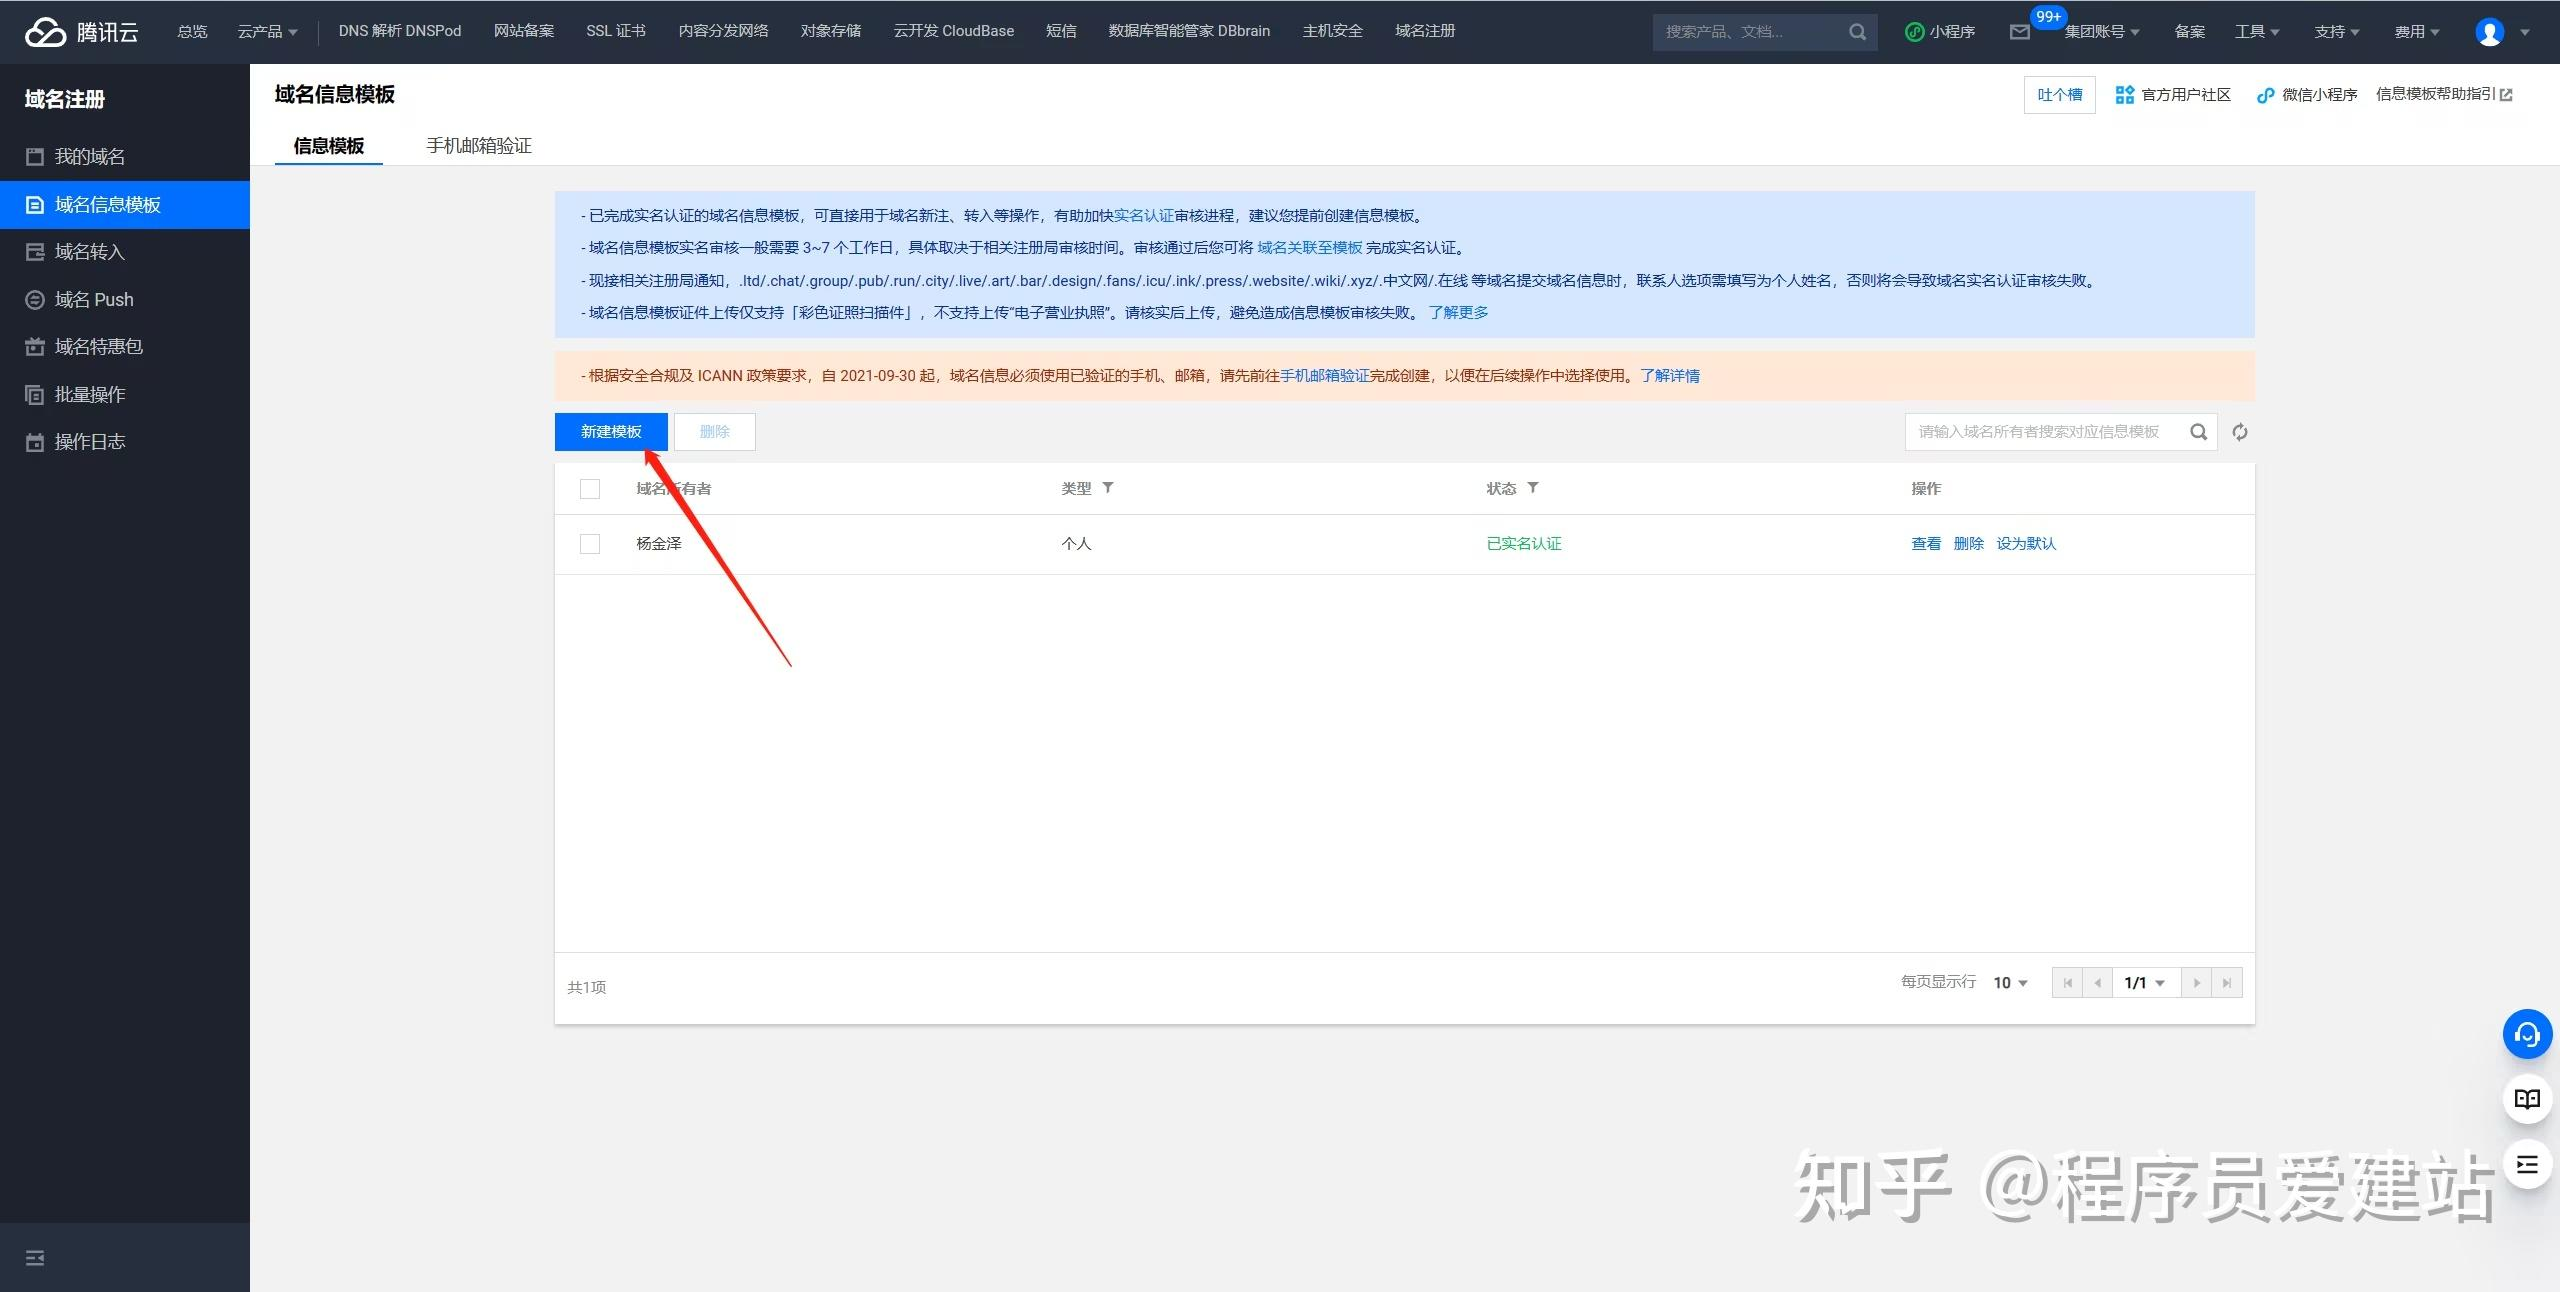 腾讯云
总览
云产品
DNS 解析 DNSPod
网站备案
SSL 证书
内容分发网络
对象存储
云开发 CloudBase
短信
数据库智能管家 DBbrain
主机安全
域名注册
搜索产品、文档...
小程序
99+
集团账号
备案
工具
支持
费用
域名注册
我的域名
域名信息模板
域名转入
域名 Push
域名特惠包
批量操作
操作日志
域名信息模板
吐个槽
官方用户社区
微信小程序
信息模板帮助指引
信息模板
手机邮箱验证
- 已完成实名认证的域名信息模板，可直接用于域名新注、转入等操作，有助加快实名认证审核进程，建议您提前创建信息模板。
- 域名信息模板实名审核一般需要 3~7 个工作日，具体取决于相关注册局审核时间。审核通过后您可将 域名关联至模板 完成实名认证。
- 现接相关注册局通知，.ltd/.chat/.group/.pub/.run/.city/.live/.art/.bar/.design/.fans/.icu/.ink/.press/.website/.wiki/.xyz/.中文网/.在线 等域名提交域名信息时，联系人选项需填写为个人姓名，否则将会导致域名实名认证审核失败。
- 域名信息模板证件上传仅支持「彩色证照扫描件」，不支持上传“电子营业执照”。请核实后上传，避免造成信息模板审核失败。 了解更多
- 根据安全合规及 ICANN 政策要求，自 2021-09-30 起，域名信息必须使用已验证的手机、邮箱，请先前往手机邮箱验证完成创建，以便在后续操作中选择使用。了解详情
新建模板
删除
请输入域名所有者搜索对应信息模板
域名所有者
类型
状态
操作
杨金泽
个人
已实名认证
查看 删除 设为默认
共1项
每页显示行
10
1/1
知乎 @程序员爱建站